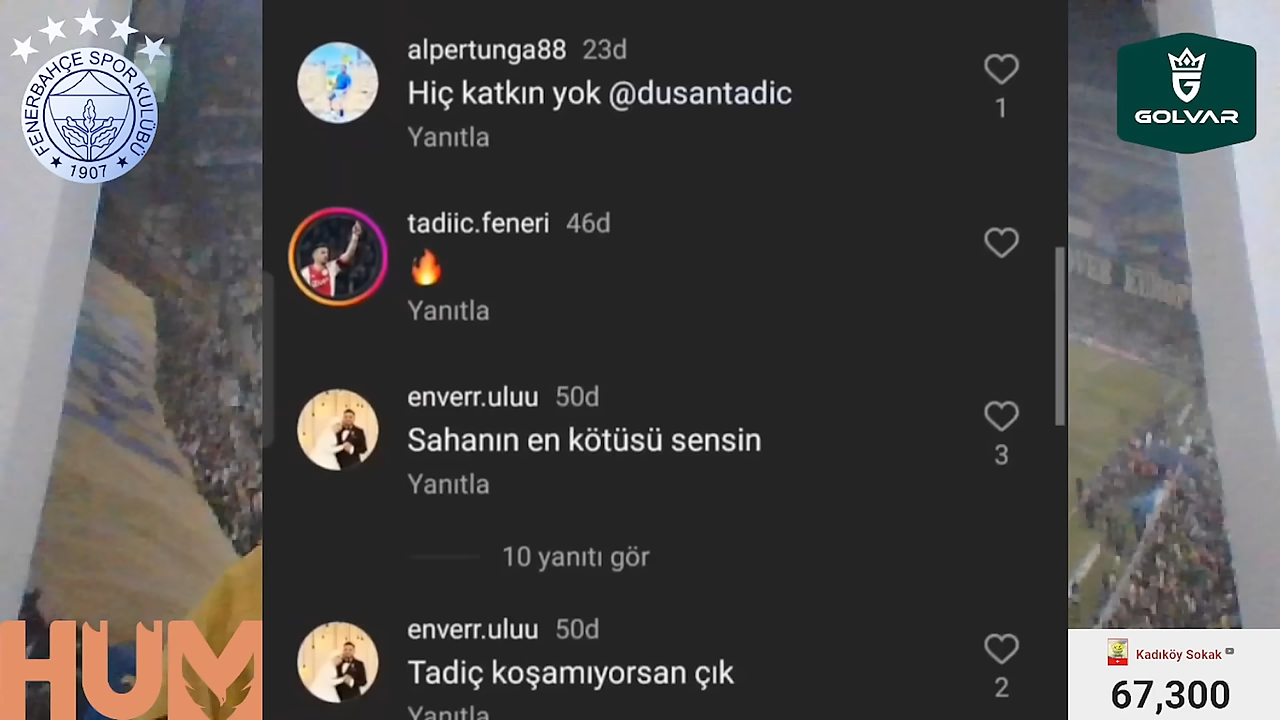 FENERBAHÇE SPOR KULÜBÜ
1907
alpertunga88 23d
Hiç katkın yok @dusantadic
Yanıtla
1
GOLVAR
tadiic.feneri 46d
🔥
Yanıtla
enverr.uluu 50d
Sahanın en kötüsü sensin
3
Yanıtla
10 yanıtı gör
enverr.uluu 50d
Tadiç koşamıyorsan çık
2
Yanıtla
HUM
Kadıköy Sokak
67,300